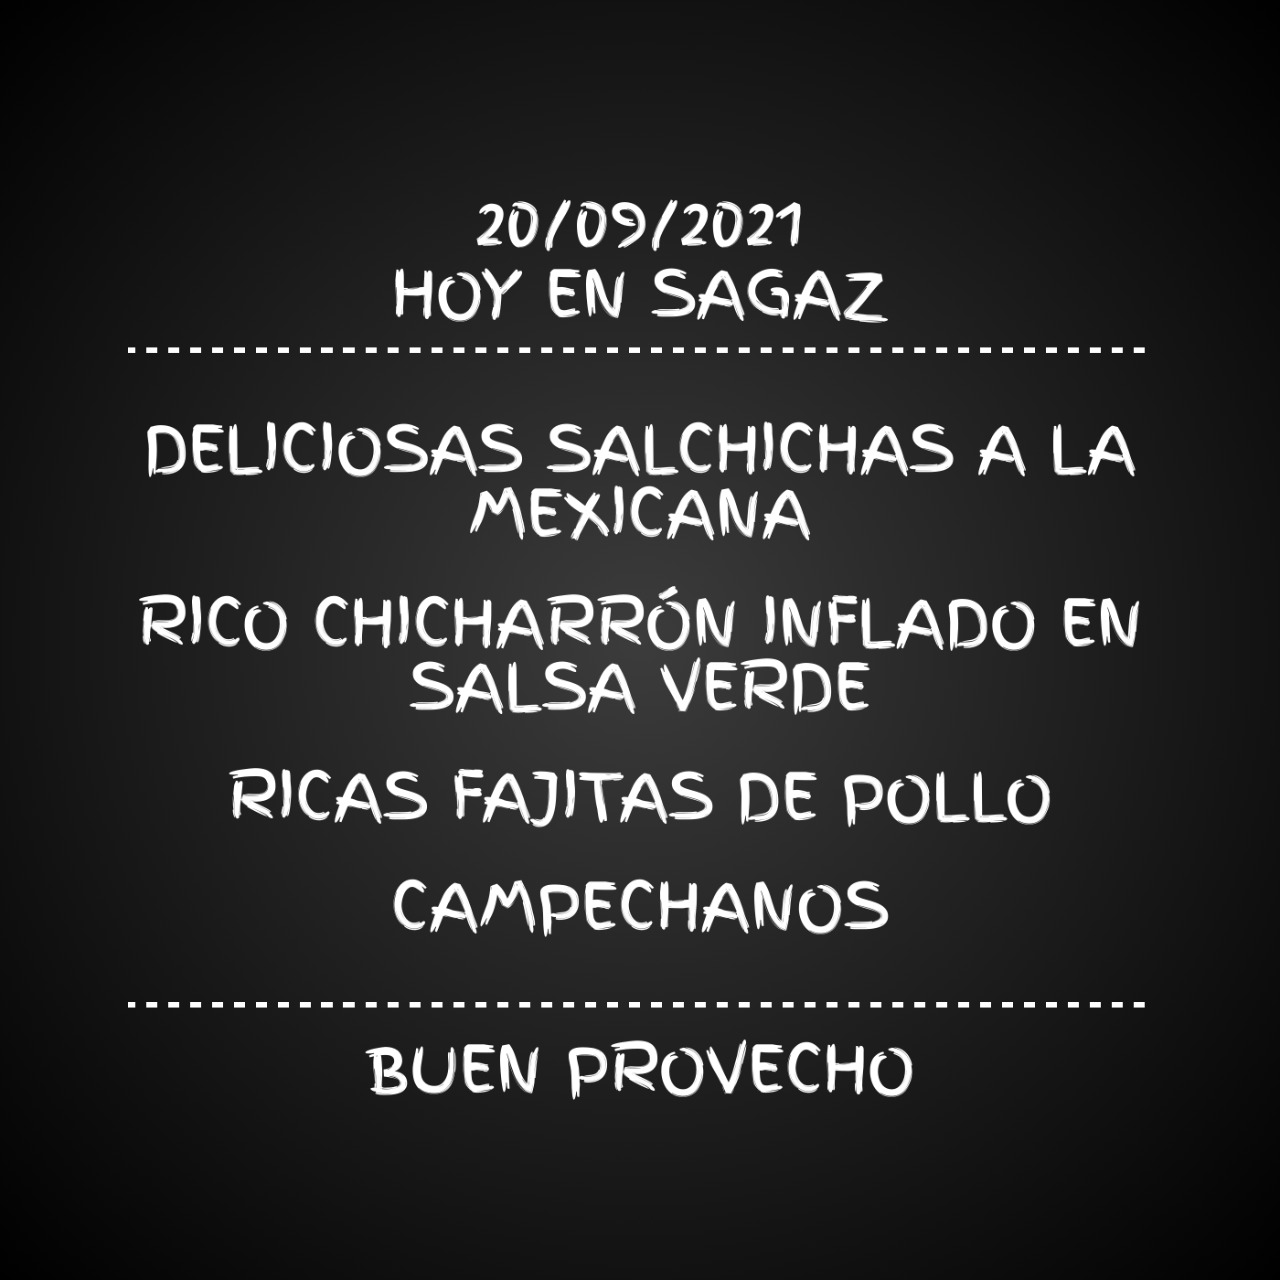 20/09/2021
HOY EN SAGAZ
DELICIOSAS SALCHICHAS A LA
MEXICANA
RICO CHICHARRÓN INFLADO EN
SALSA VERDE
RICAS FAJITAS DE POLLO
CAMPECHANOS
BUEN PROVECHO